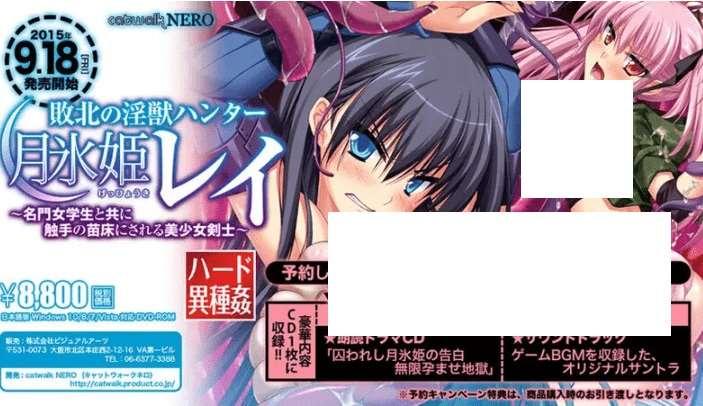 catwalk NERO
2015年
9.18
[FRI]
発売開始
敗北の淫獣ハンター
月氷姫レイ
げっぴょうき
～名門女学生と共に
触手の苗床にされる美少女剣士～
ハード
異種姦
¥8,800 税別価格
日本語版 Windows 10/8/7/Vista 対応 DVD-ROM
販売：株式会社ビジュアルアーツ
〒531-0073 大阪市北区本庄西2-12-16 VA第一ビル
TEL 06-6377-3388
開発：catwalk NERO（キャットウォークネロ）
http://catwalk.product.co.jp/
予約し
豪華内容
CD1枚に
収録!!
★朗読ドラマCD
「囚われし月氷姫の告白
無限孕ませ地獄」
★サウンドトラック
ゲームBGMを収録した、
オリジナルサントラ
※予約キャンペーン特典は、商品購入時のお引き渡しとなります。